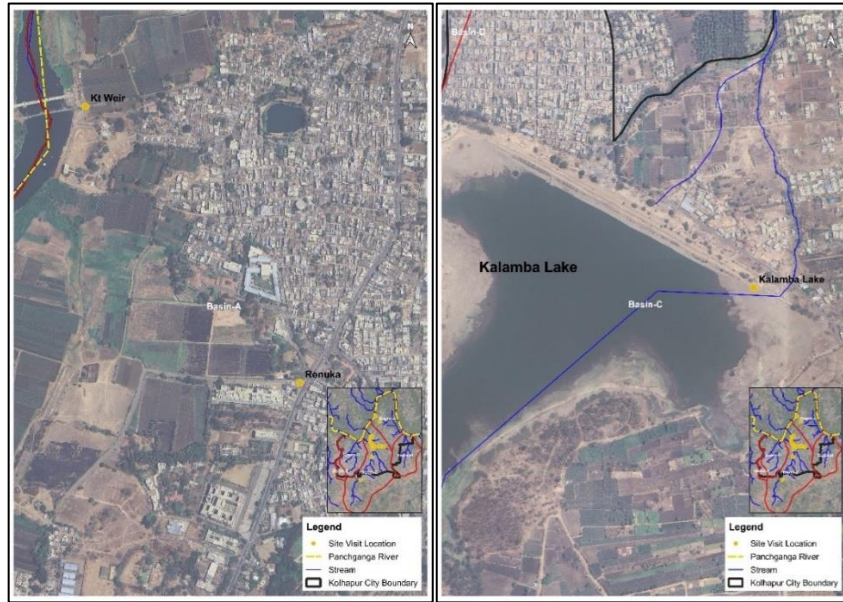 N
Kt Weir
Basin-A
Renuka
Legend
Site Visit Location
Panchganga River
Stream
Kolhapur City Boundary
N
Kalamba Lake
Kalamba Lake
Basin-C
Legend
Site Visit Location
Panchganga River
Stream
Kolhapur City Boundary